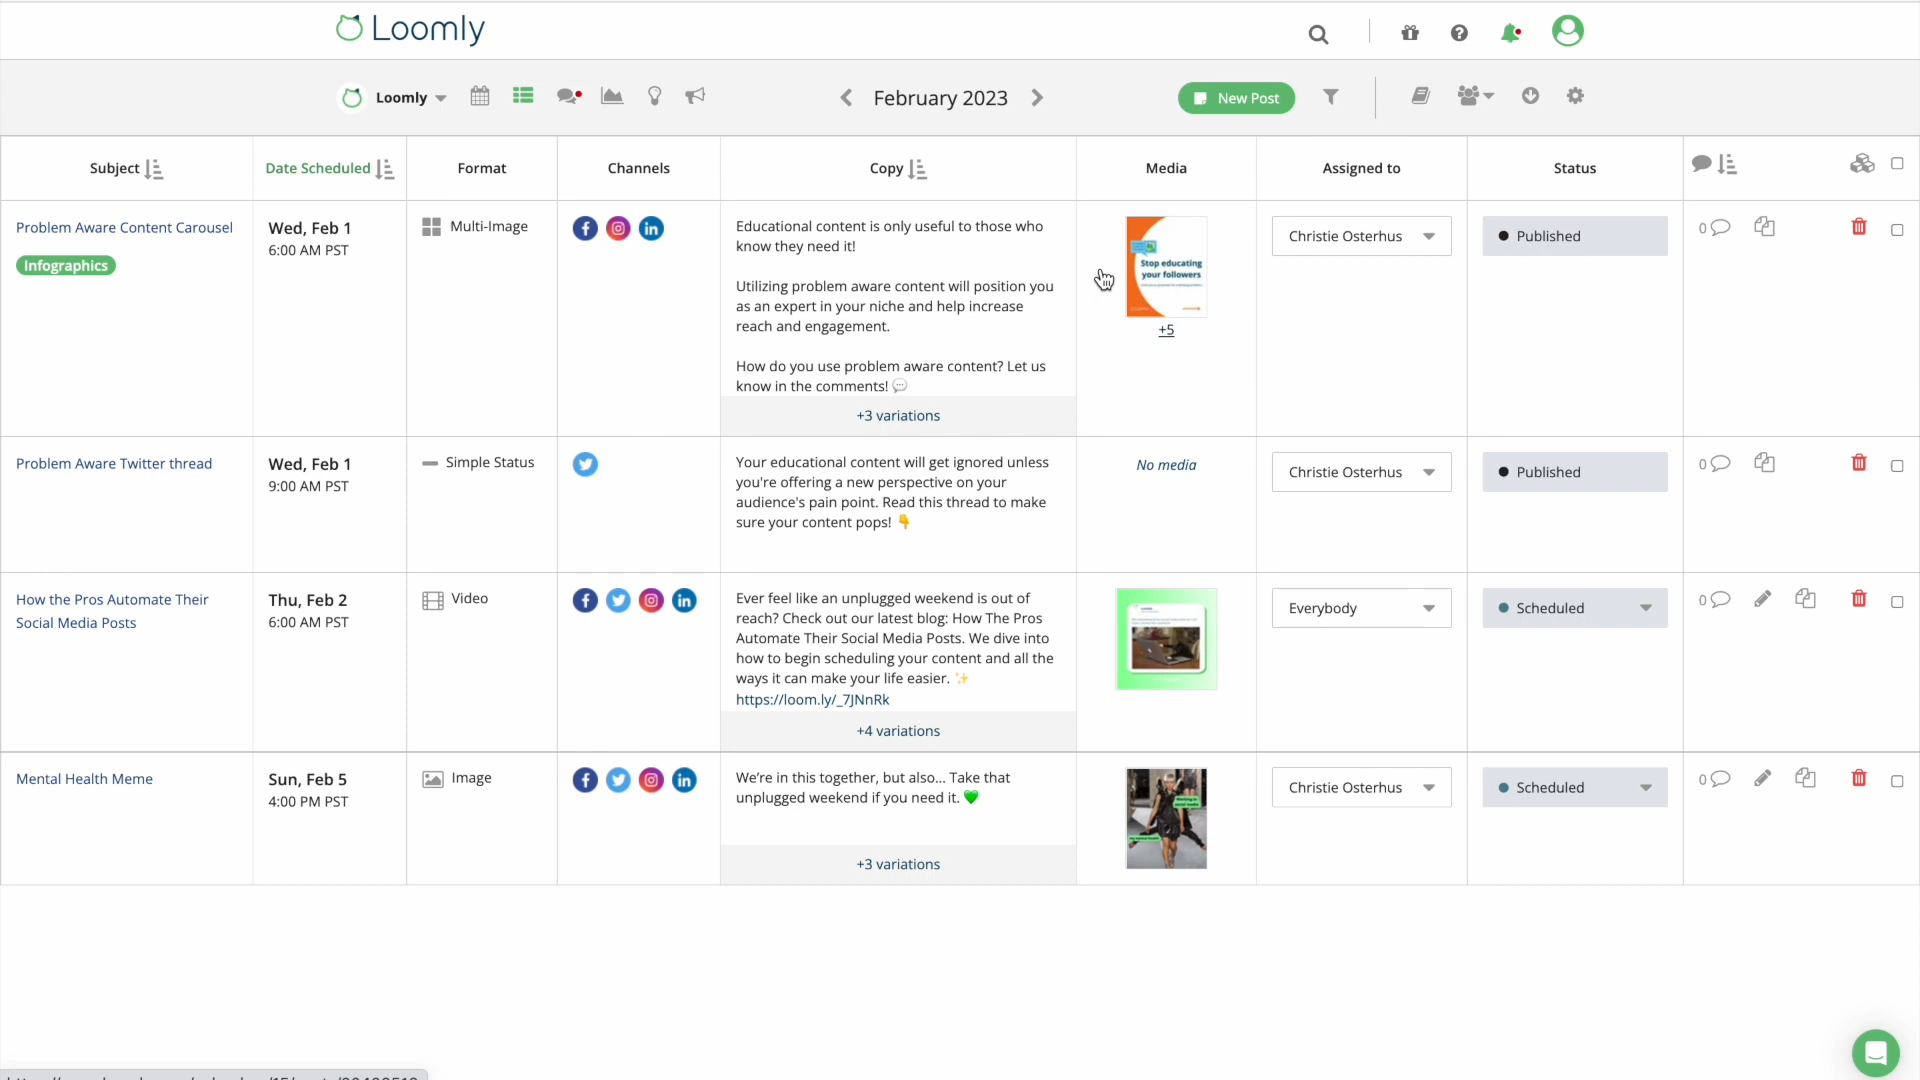 Loomly
Loomly
February 2023
New Post
Subject
Date Scheduled
Format
Channels
Copy
Media
Assigned to
Status
Problem Aware Content Carousel
Infographics
Wed, Feb 1
6:00 AM PST
Multi-Image
Educational content is only useful to those who
know they need it!
Utilizing problem aware content will position you
as an expert in your niche and help increase
reach and engagement.
How do you use problem aware content? Let us
know in the comments! 💬
+3 variations
Stop educating
your followers
+5
Christie Osterhus
Published
0
Problem Aware Twitter thread
Wed, Feb 1
9:00 AM PST
Simple Status
Your educational content will get ignored unless
you're offering a new perspective on your
audience's pain point. Read this thread to make
sure your content pops! 👇
No media
Christie Osterhus
Published
0
How the Pros Automate Their
Social Media Posts
Thu, Feb 2
6:00 AM PST
Video
Ever feel like an unplugged weekend is out of
reach? Check out our latest blog: How The Pros
Automate Their Social Media Posts. We dive into
how to begin scheduling your content and all the
ways it can make your life easier. ✨
https://loom.ly/_7JNnRk
+4 variations
Everybody
Scheduled
0
Mental Health Meme
Sun, Feb 5
4:00 PM PST
Image
We’re in this together, but also... Take that
unplugged weekend if you need it. 💚
+3 variations
Christie Osterhus
Scheduled
0